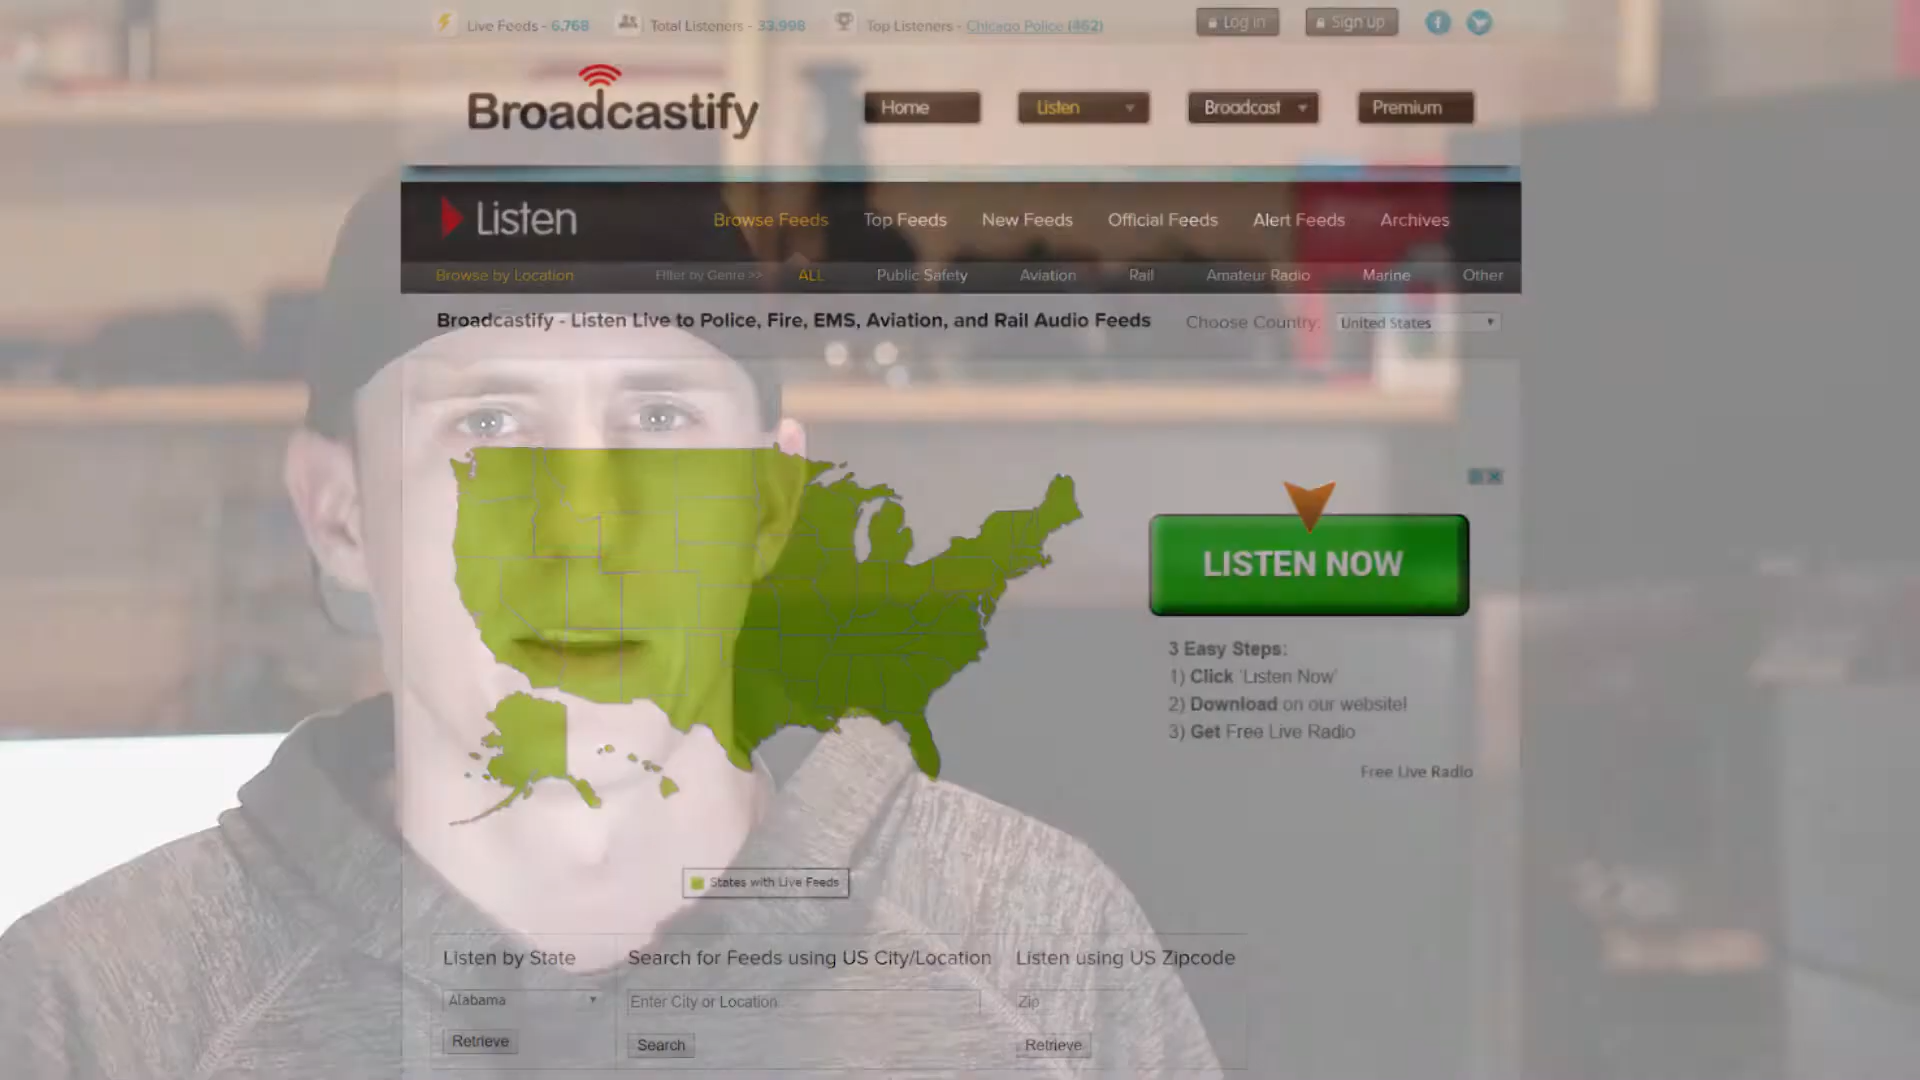 Live Feeds - 6,768 Total Listeners - 33,998 Top Listeners - Chicago Police (462) Log in Sign up
Broadcastify
Home Listen Broadcast Premium
Listen Browse Feeds Top Feeds New Feeds Official Feeds Alert Feeds Archives
Browse by Location Filter by Genre >> ALL Public Safety Aviation Rail Amateur Radio Marine Other
Broadcastify - Listen Live to Police, Fire, EMS, Aviation, and Rail Audio Feeds Choose Country: United States
LISTEN NOW
3 Easy Steps:
1) Click 'Listen Now'
2) Download on our website!
3) Get Free Live Radio
Free Live Radio
States with Live Feeds
Listen by State Search for Feeds using US City/Location Listen using US Zipcode
Alabama Enter City or Location Zip
Retrieve Search Retrieve